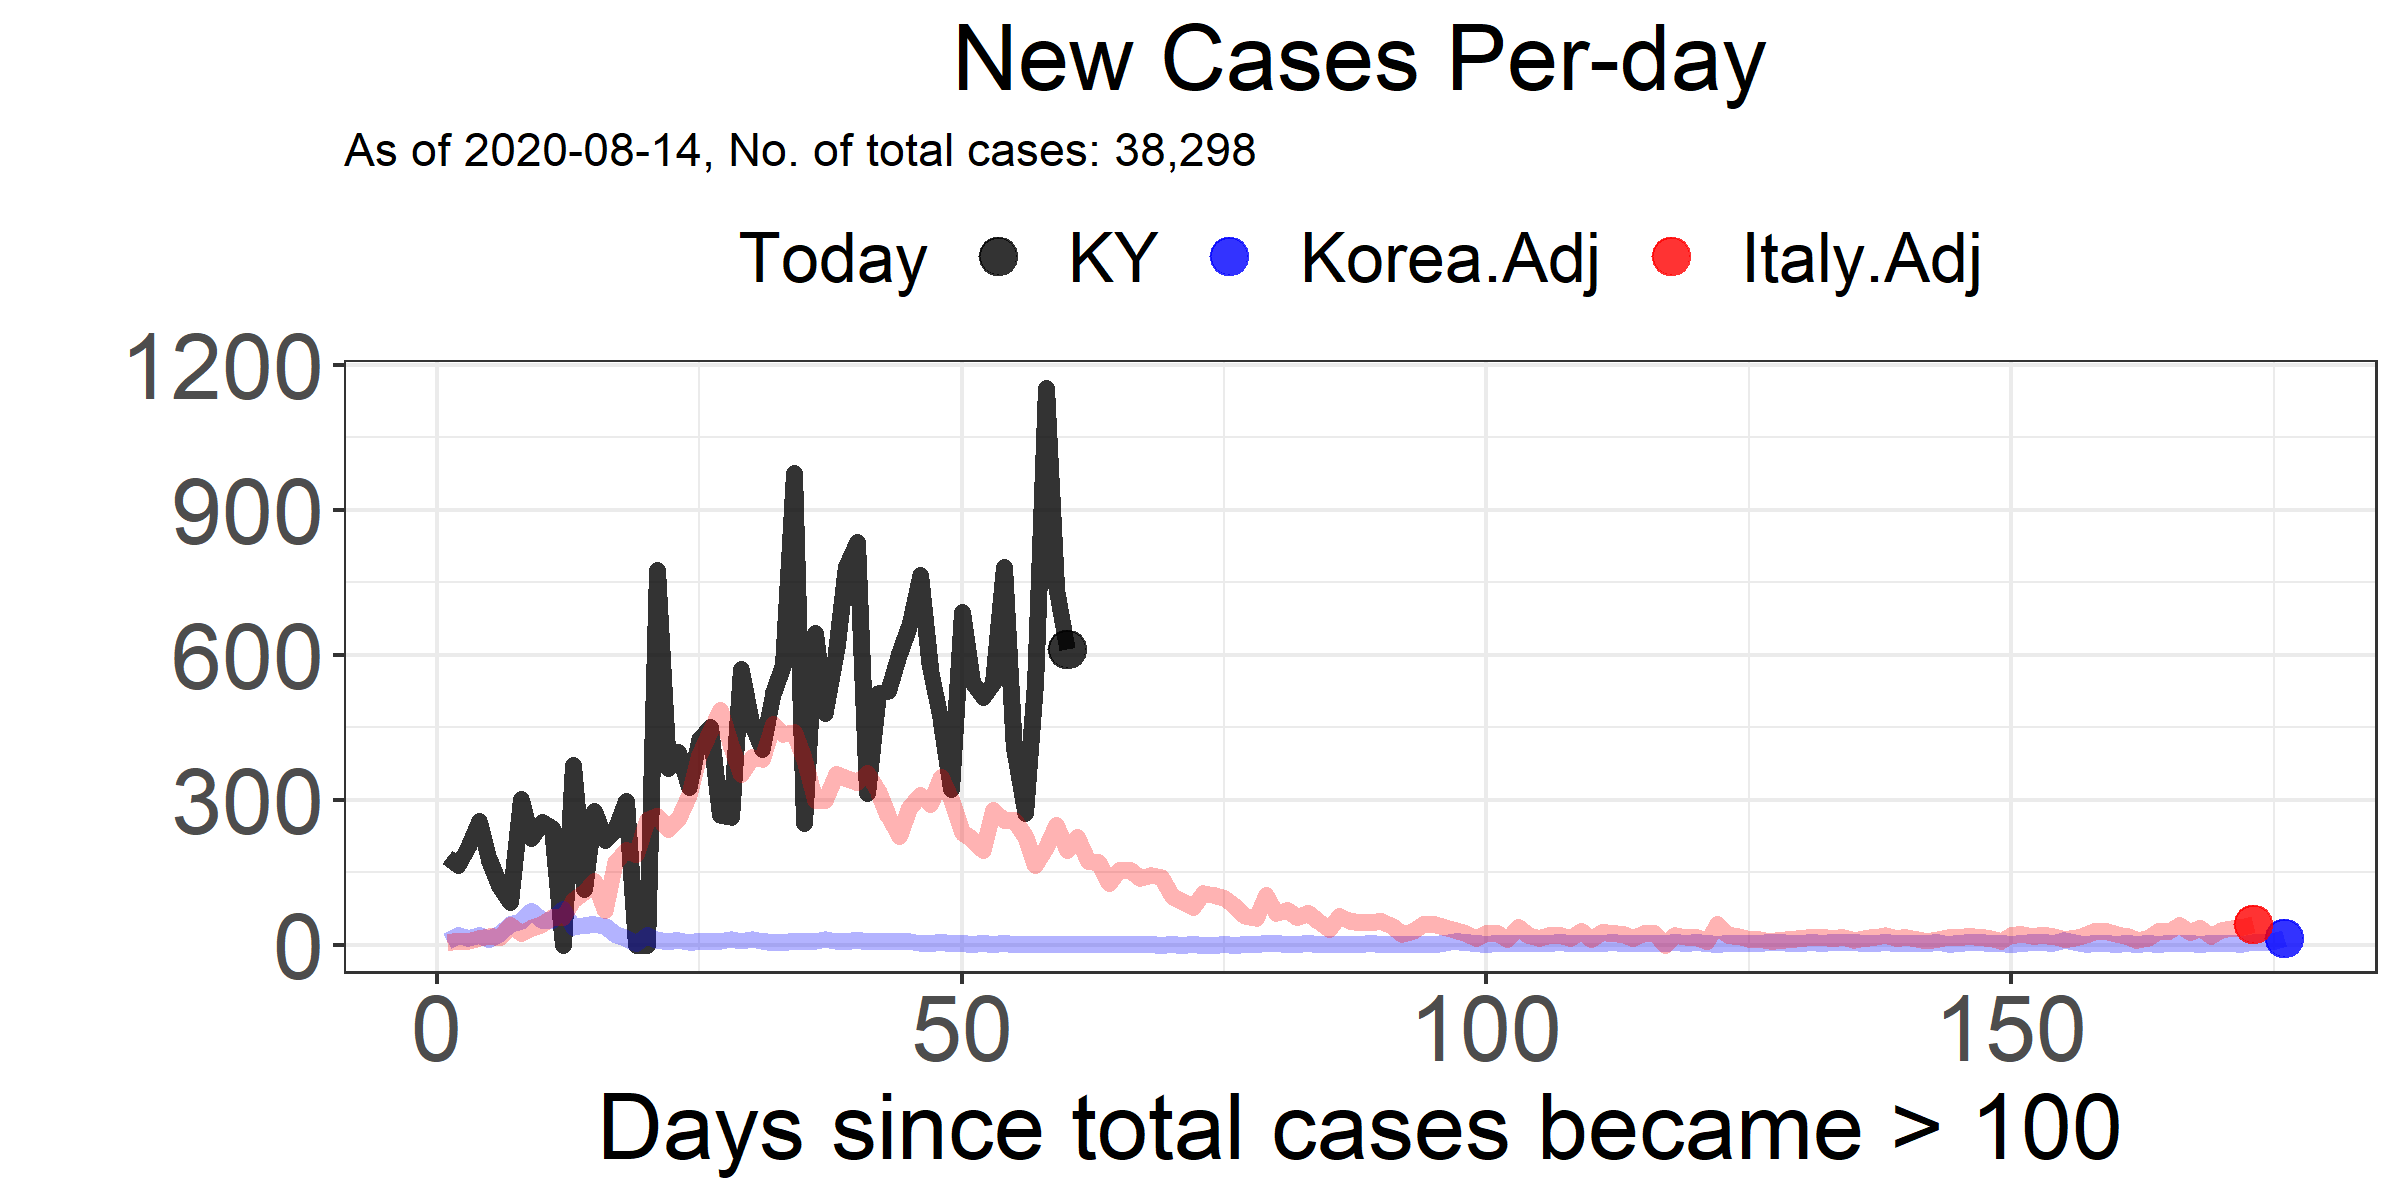 New Cases Per-day
As of 2020-08-14, No. of total cases: 38,298
Today KY Korea.Adj Italy.Adj
1200
900
600
300
0
0 50 100 150
Days since total cases became > 100